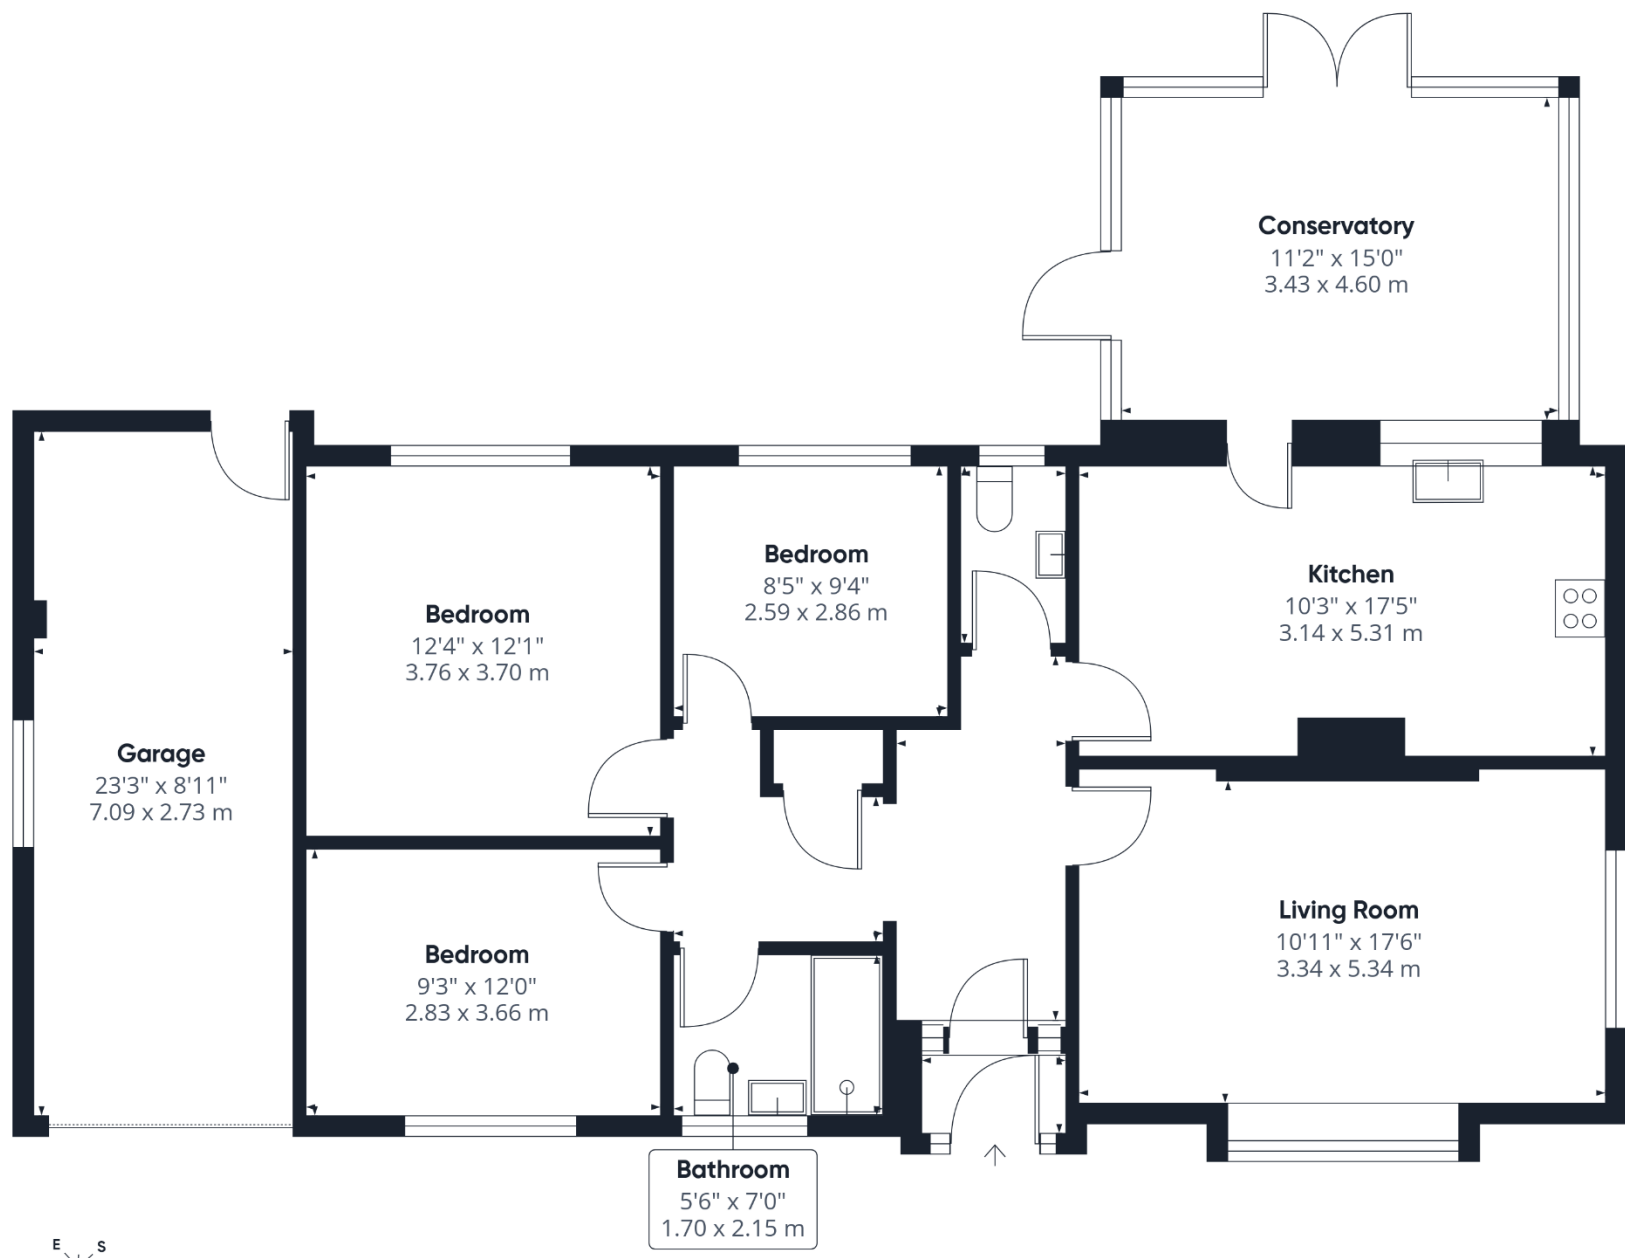 Conservatory
11'2" x 15'0"
3.43 x 4.60 m
Bedroom
8'5" x 9'4"
2.59 x 2.86 m
Kitchen
10'3" x 17'5"
3.14 x 5.31 m
Bedroom
12'4" x 12'1"
3.76 x 3.70 m
Garage
23'3" x 8'11"
7.09 x 2.73 m
Living Room
10'11" x 17'6"
3.34 x 5.34 m
Bedroom
9'3" x 12'0"
2.83 x 3.66 m
Bathroom
5'6" x 7'0"
1.70 x 2.15 m
E S